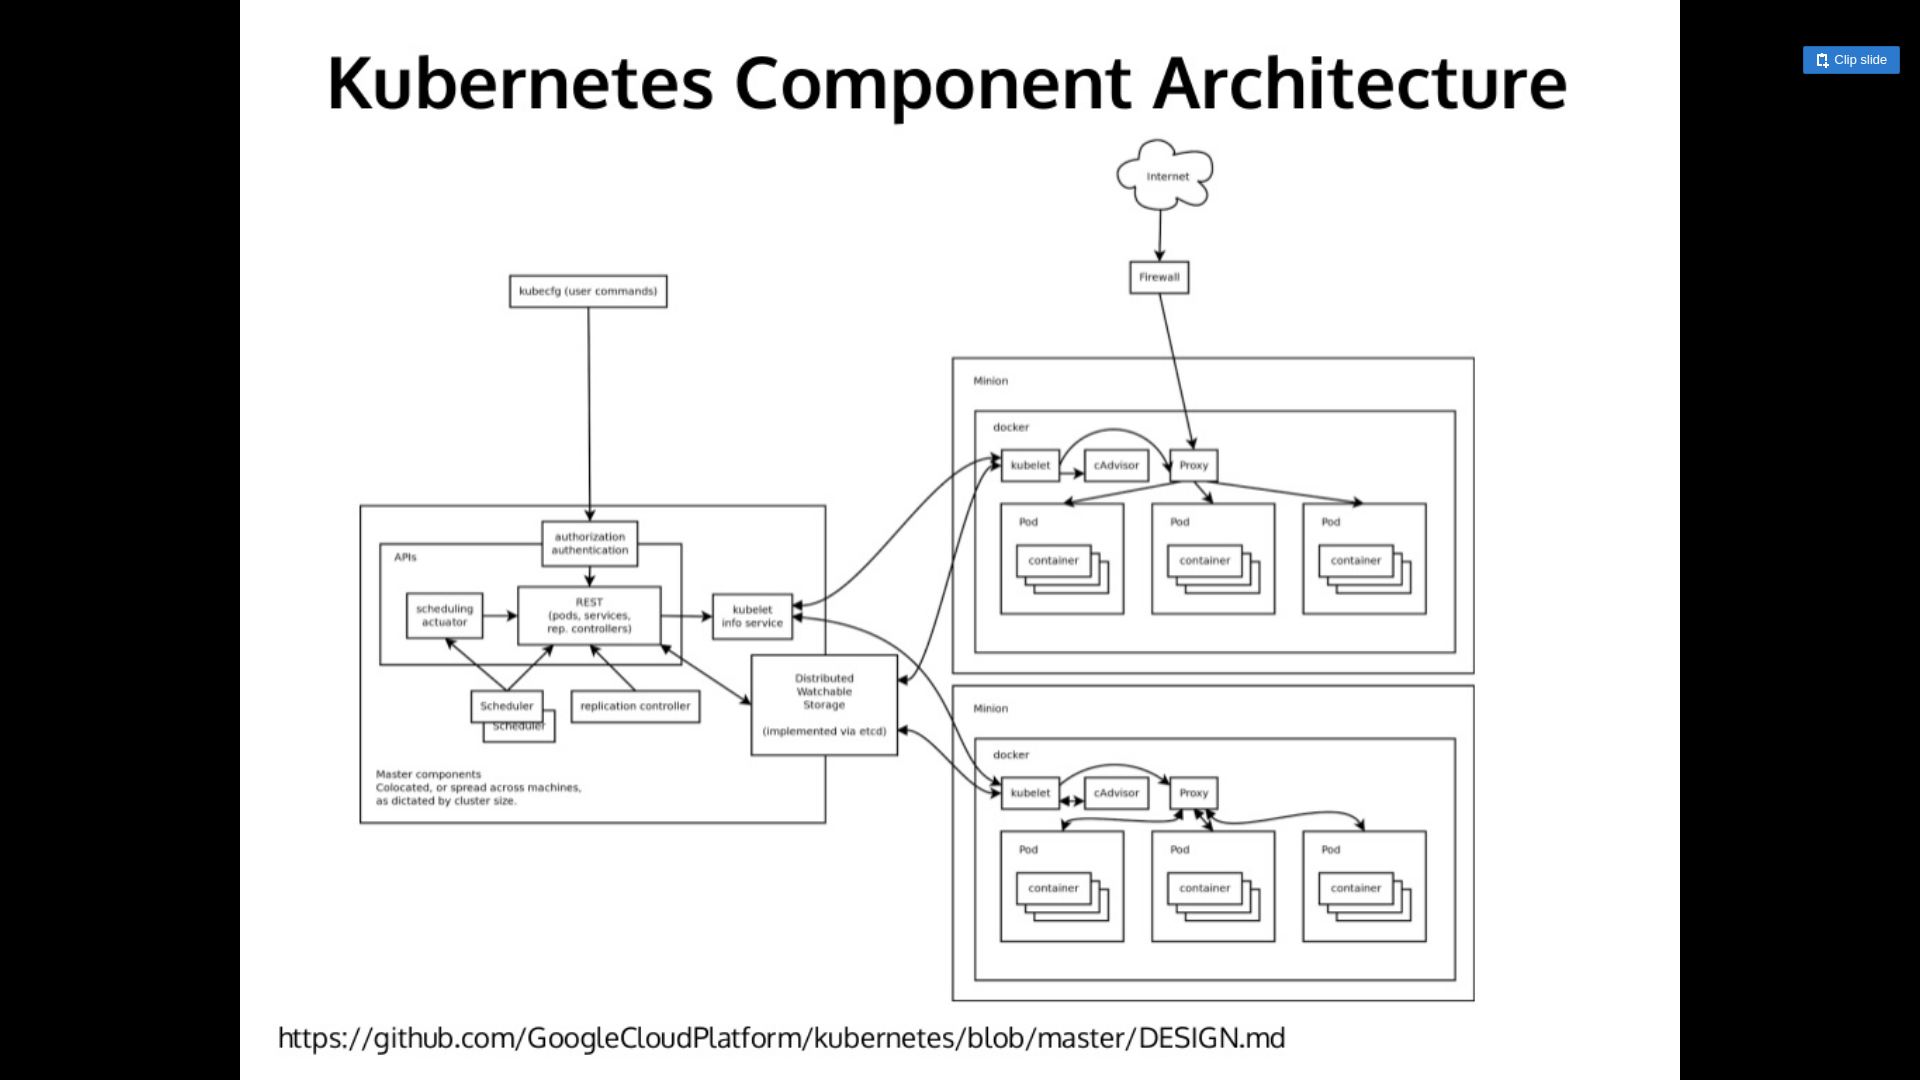 Kubernetes Component Architecture
Clip slide
Internet
Firewall
kubecfg (user commands)
Minion
docker
kubelet
cAdvisor
Proxy
Pod
container
Pod
container
Pod
container
authorization
authentication
APIs
scheduling
actuator
REST
(pods, services,
rep. controllers)
kubelet
info service
Scheduler
Scheduler
replication controller
Distributed
Watchable
Storage
(implemented via etcd)
Master components
Colocated, or spread across machines,
as dictated by cluster size.
Minion
docker
kubelet
cAdvisor
Proxy
Pod
container
Pod
container
Pod
container
https://github.com/GoogleCloudPlatform/kubernetes/blob/master/DESIGN.md